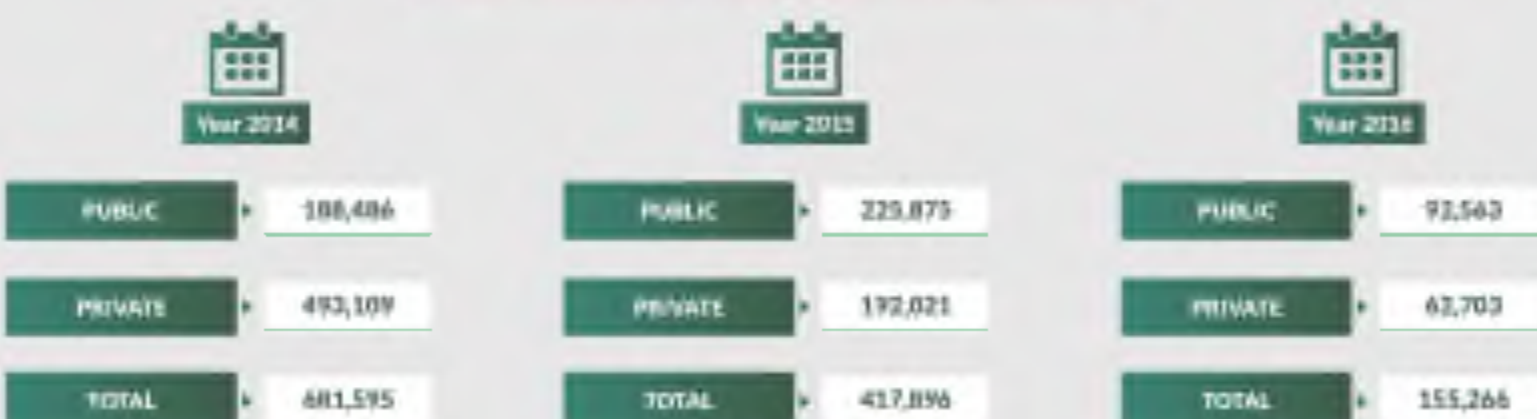 Year 2014
PUBLIC 188,486
PRIVATE 493,109
TOTAL 681,595
Year 2015
PUBLIC 225,875
PRIVATE 192,021
TOTAL 417,896
Year 2016
PUBLIC 92,563
PRIVATE 62,703
TOTAL 155,266